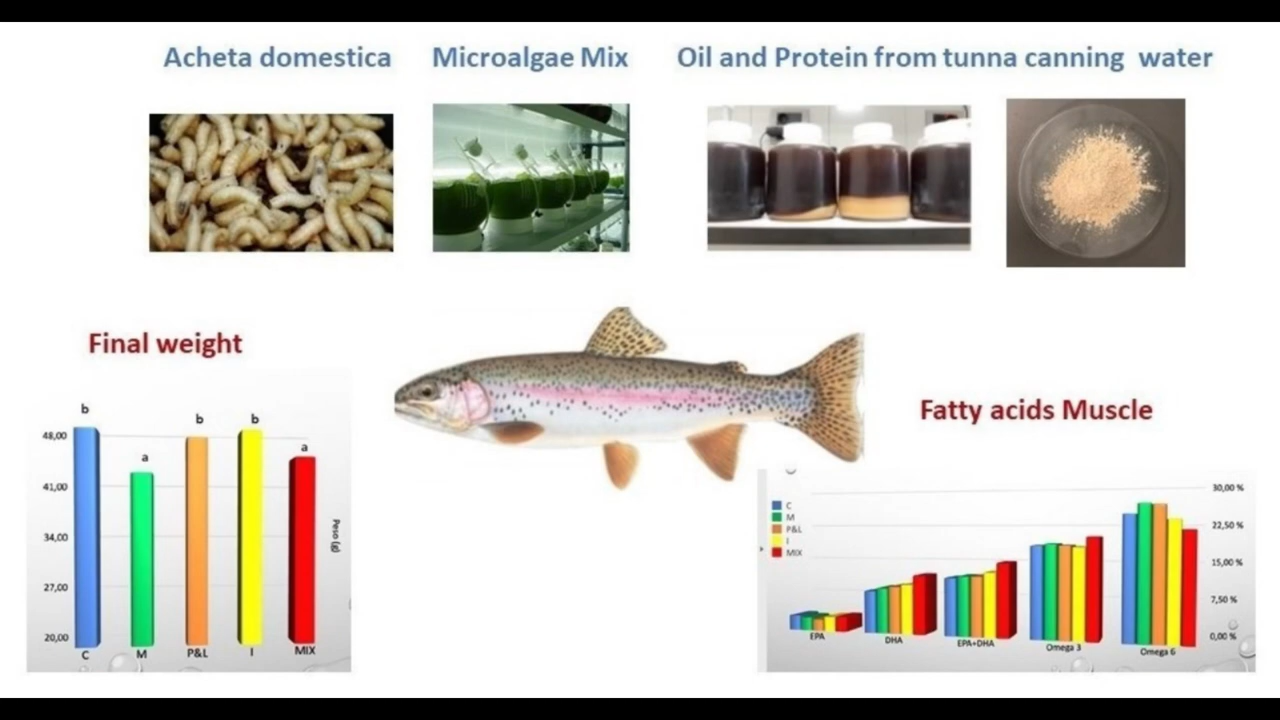 Acheta domestica
Microalgae Mix
Oil and Protein from tunna canning water
Final weight
b
a
b
b
a
48,00
41,00
34,00
27,00
20,00
Peso (g)
C
M
P&L
I
MIX
Fatty acids Muscle
C
M
P&L
I
MIX
30,00 %
22,50 %
15,00 %
7,50 %
0,00 %
EPA
DHA
EPA+DHA
Omega 3
Omega 6